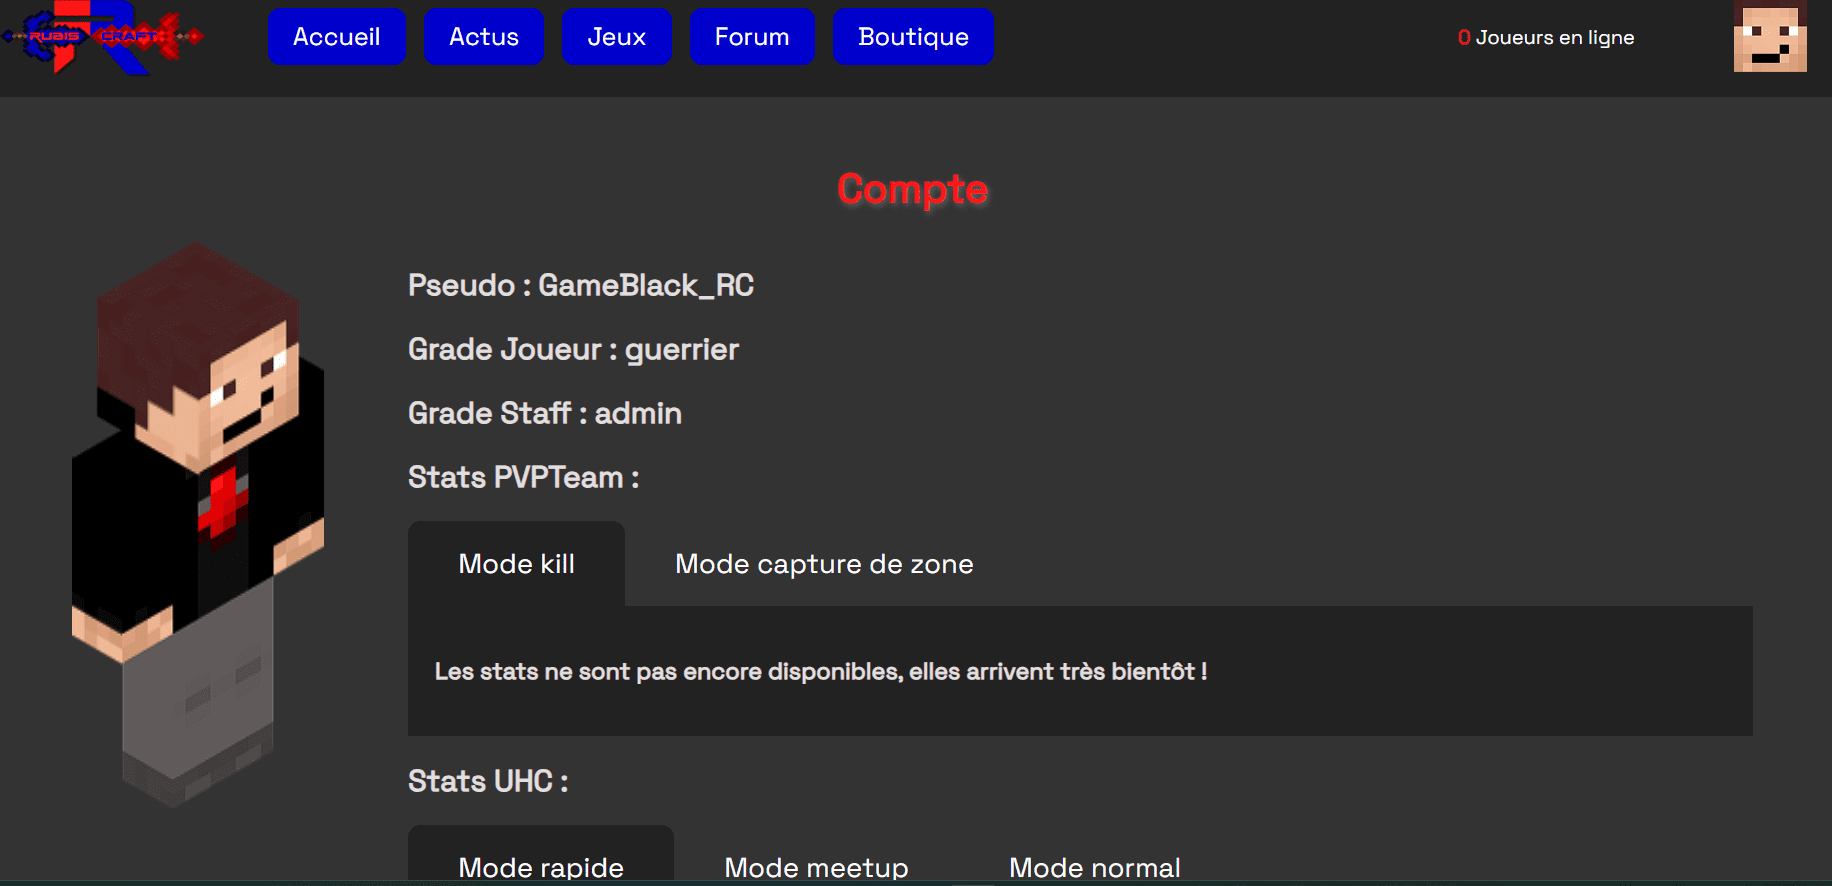 RUBIS CRAFT
Accueil Actus Jeux Forum Boutique
0 Joueurs en ligne
Compte
Pseudo : GameBlack_RC
Grade Joueur : guerrier
Grade Staff : admin
Stats PVPTeam :
Mode kill Mode capture de zone
Les stats ne sont pas encore disponibles, elles arrivent très bientôt !
Stats UHC :
Mode rapide Mode meetup Mode normal